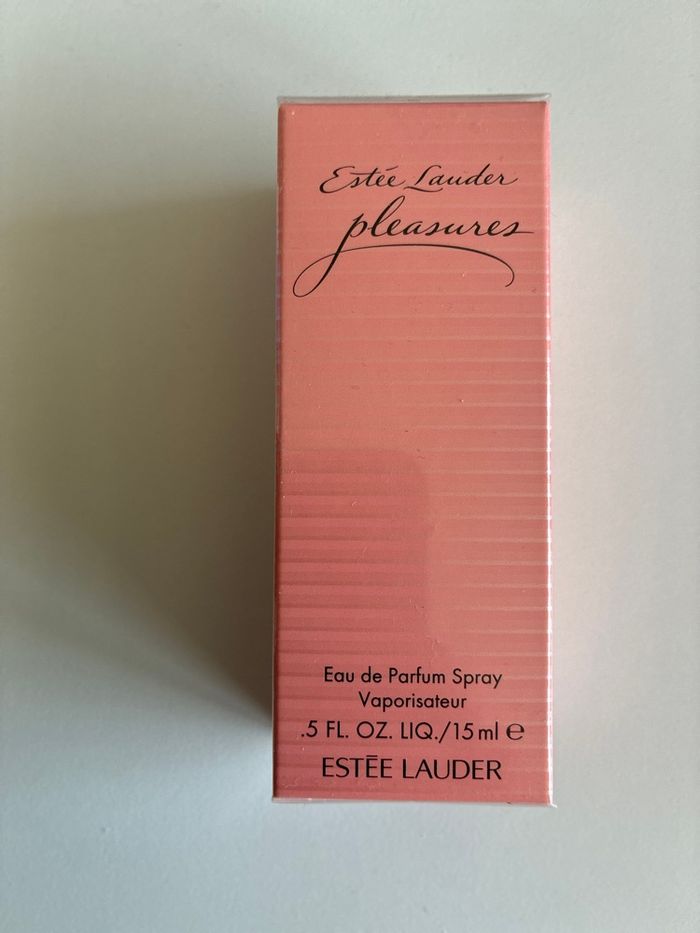 Estée Lauder
pleasures
Eau de Parfum Spray
Vaporisateur
.5 FL. OZ. LIQ./15 ml ℮
ESTĒE LAUDER